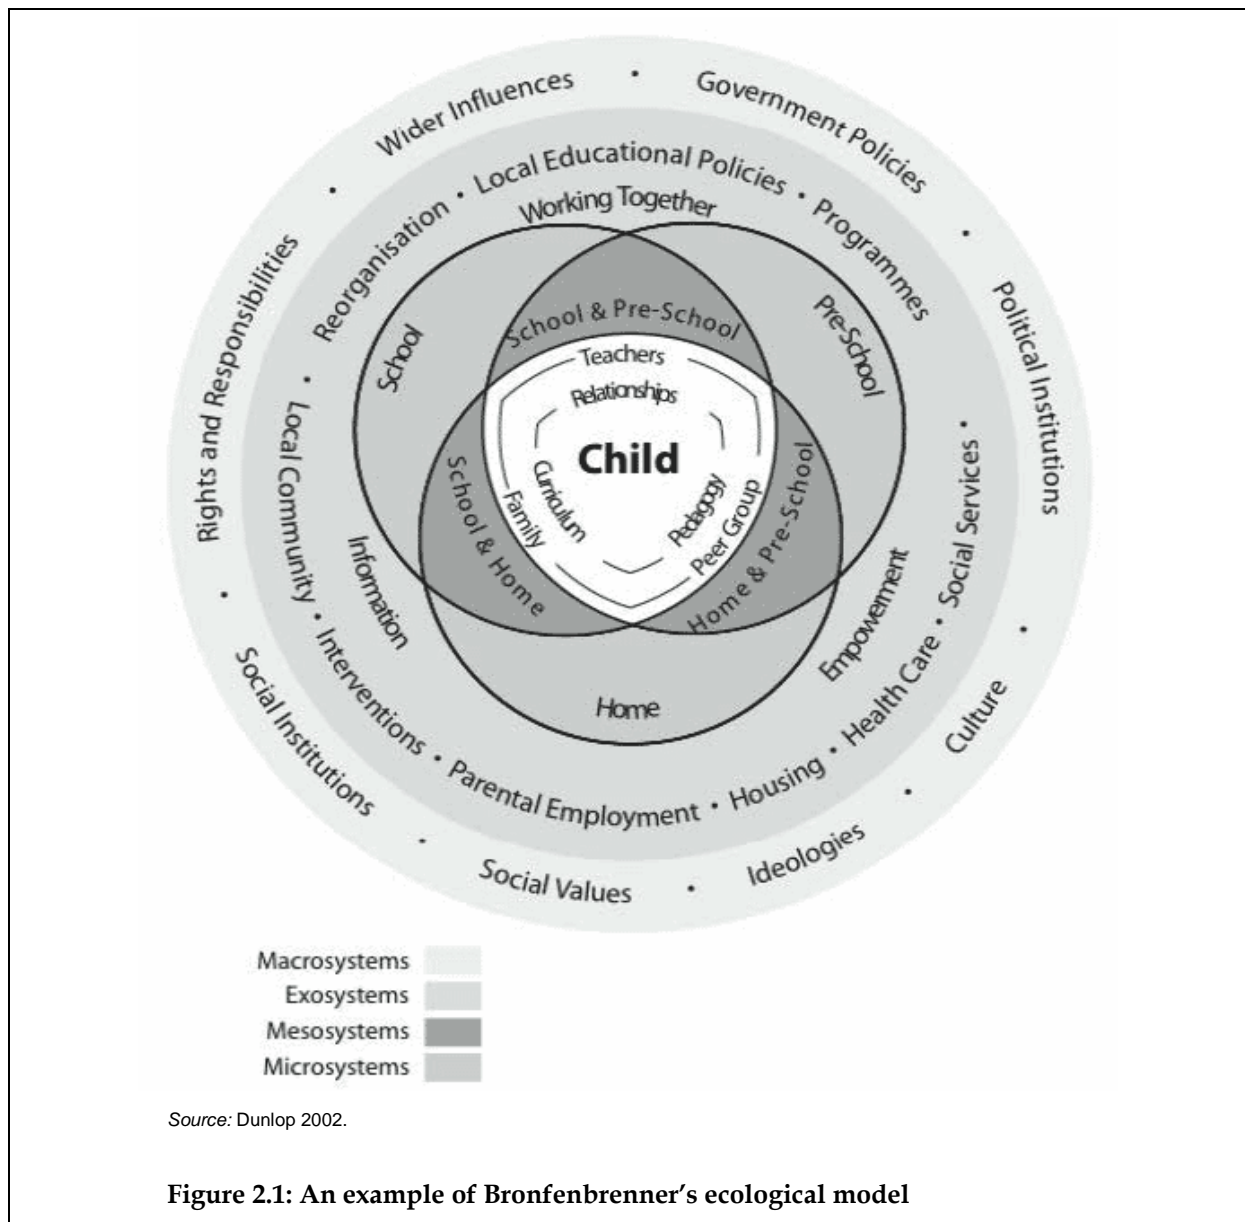 Wider Influences • Government Policies • Political Institutions • Culture • Ideologies • Social Values • Social Institutions • Rights and Responsibilities •
Reorganisation • Local Educational Policies • Programmes
Social Services •
Health Care •
Housing •
Parental Employment •
Interventions •
Local Community •
Working Together
Information
Empowerment
School
Pre-School
Home
School & Pre-School
School & Home
Home & Pre-School
Teachers
Relationships
Child
Curriculum
Pedagogy
Family
Peer Group
Macrosystems
Exosystems
Mesosystems
Microsystems
Source: Dunlop 2002.
Figure 2.1: An example of Bronfenbrenner’s ecological model